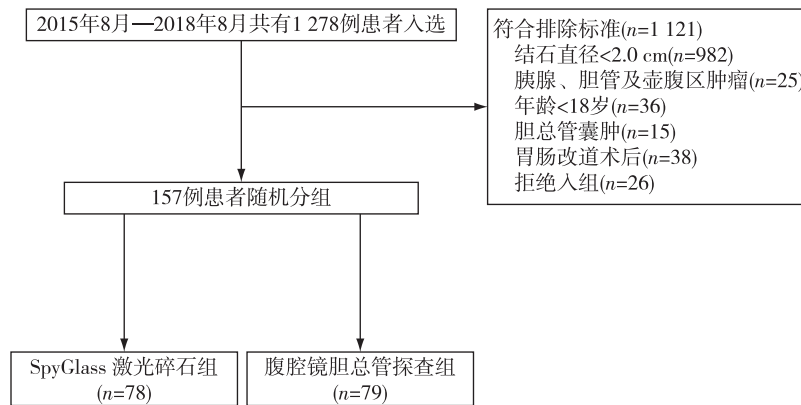 2015年8月—2018年8月共有1 278例患者入选
符合排除标准(n=1 121)
结石直径<2.0 cm(n=982)
胰腺、胆管及壶腹区肿瘤(n=25)
年龄<18岁(n=36)
胆总管囊肿(n=15)
胃肠改道术后(n=38)
拒绝入组(n=26)
157例患者随机分组
SpyGlass 激光碎石组
(n=78)
腹腔镜胆总管探查组
(n=79)